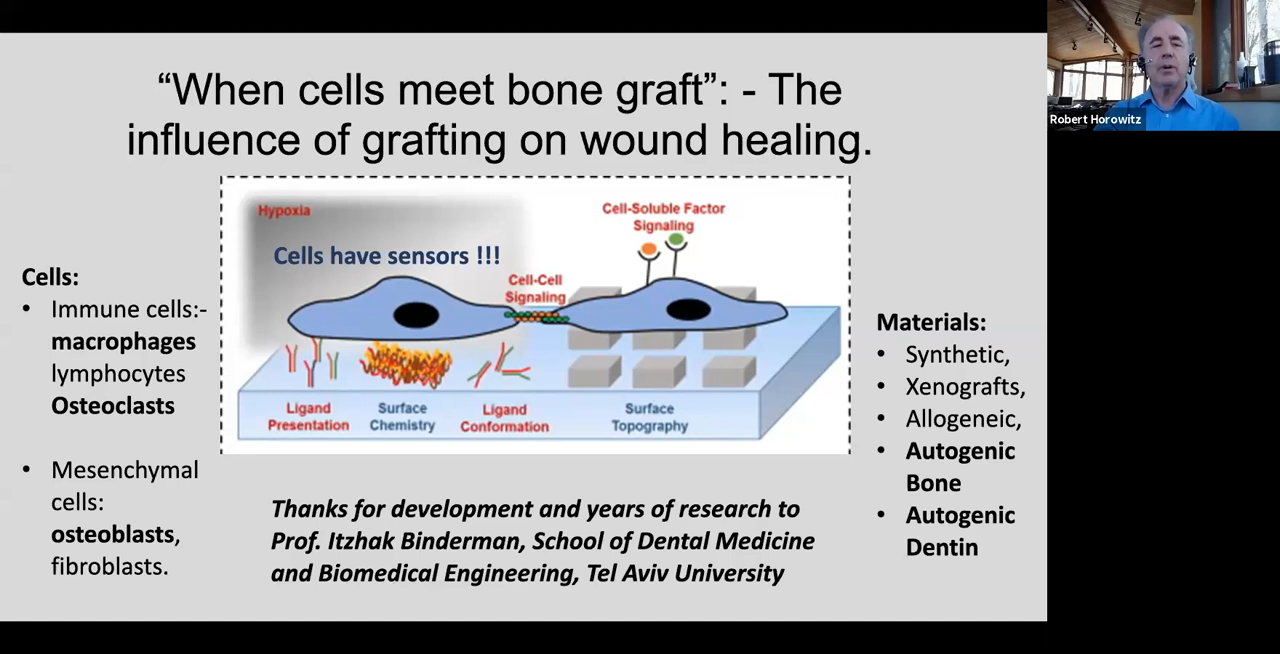 “When cells meet bone graft”: - The
influence of grafting on wound healing.
Robert Horowitz
Hypoxia
Cells have sensors !!!
Cell-Soluble Factor
Signaling
Cell-Cell
Signaling
Ligand
Presentation
Surface
Chemistry
Ligand
Conformation
Surface
Topography
Cells:
• Immune cells:-
macrophages
lymphocytes
Osteoclasts
• Mesenchymal
cells:
osteoblasts,
fibroblasts.
Materials:
• Synthetic,
• Xenografts,
• Allogeneic,
• Autogenic
Bone
• Autogenic
Dentin
Thanks for development and years of research to
Prof. Itzhak Binderman, School of Dental Medicine
and Biomedical Engineering, Tel Aviv University